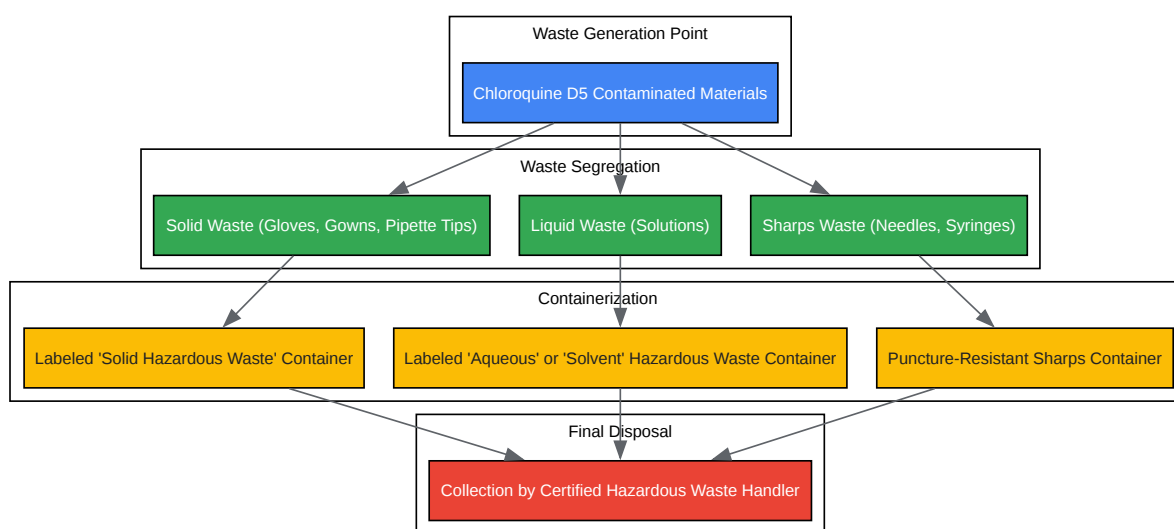 Waste Generation Point
Chloroquine D5 Contaminated Materials
Waste Segregation
Solid Waste (Gloves, Gowns, Pipette Tips)
Liquid Waste (Solutions)
Sharps Waste (Needles, Syringes)
Containerization
Labeled 'Solid Hazardous Waste' Container
Labeled 'Aqueous' or 'Solvent' Hazardous Waste Container
Puncture-Resistant Sharps Container
Final Disposal
Collection by Certified Hazardous Waste Handler